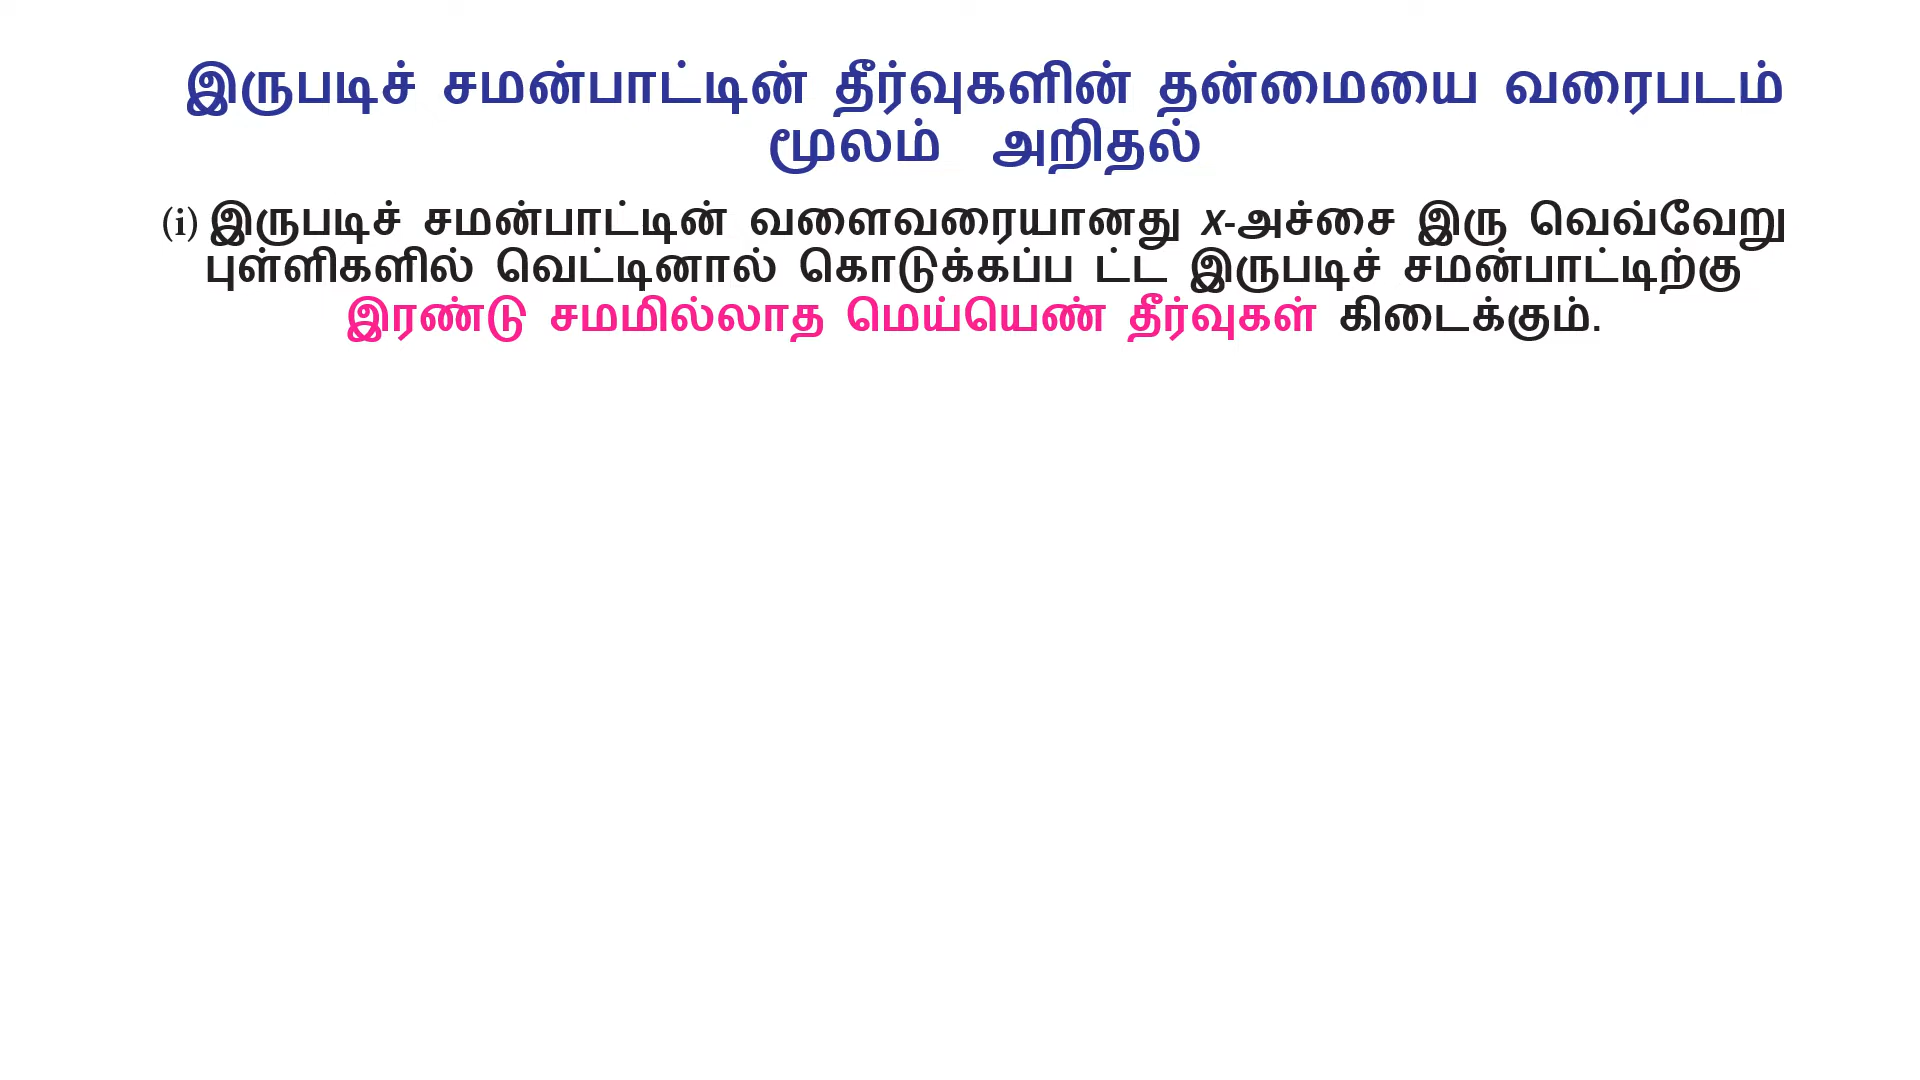 இருபடிச் சமன்பாட்டின் தீர்வுகளின் தன்மையை வரைபடம்
மூலம் அறிதல்
(i) இருபடிச் சமன்பாட்டின் வளைவரையானது X-அச்சை இரு வெவ்வேறு
புள்ளிகளில் வெட்டினால் கொடுக்கப்ப ட்ட இருபடிச் சமன்பாட்டிற்கு
இரண்டு சமமில்லாத மெய்யெண் தீர்வுகள் கிடைக்கும்.